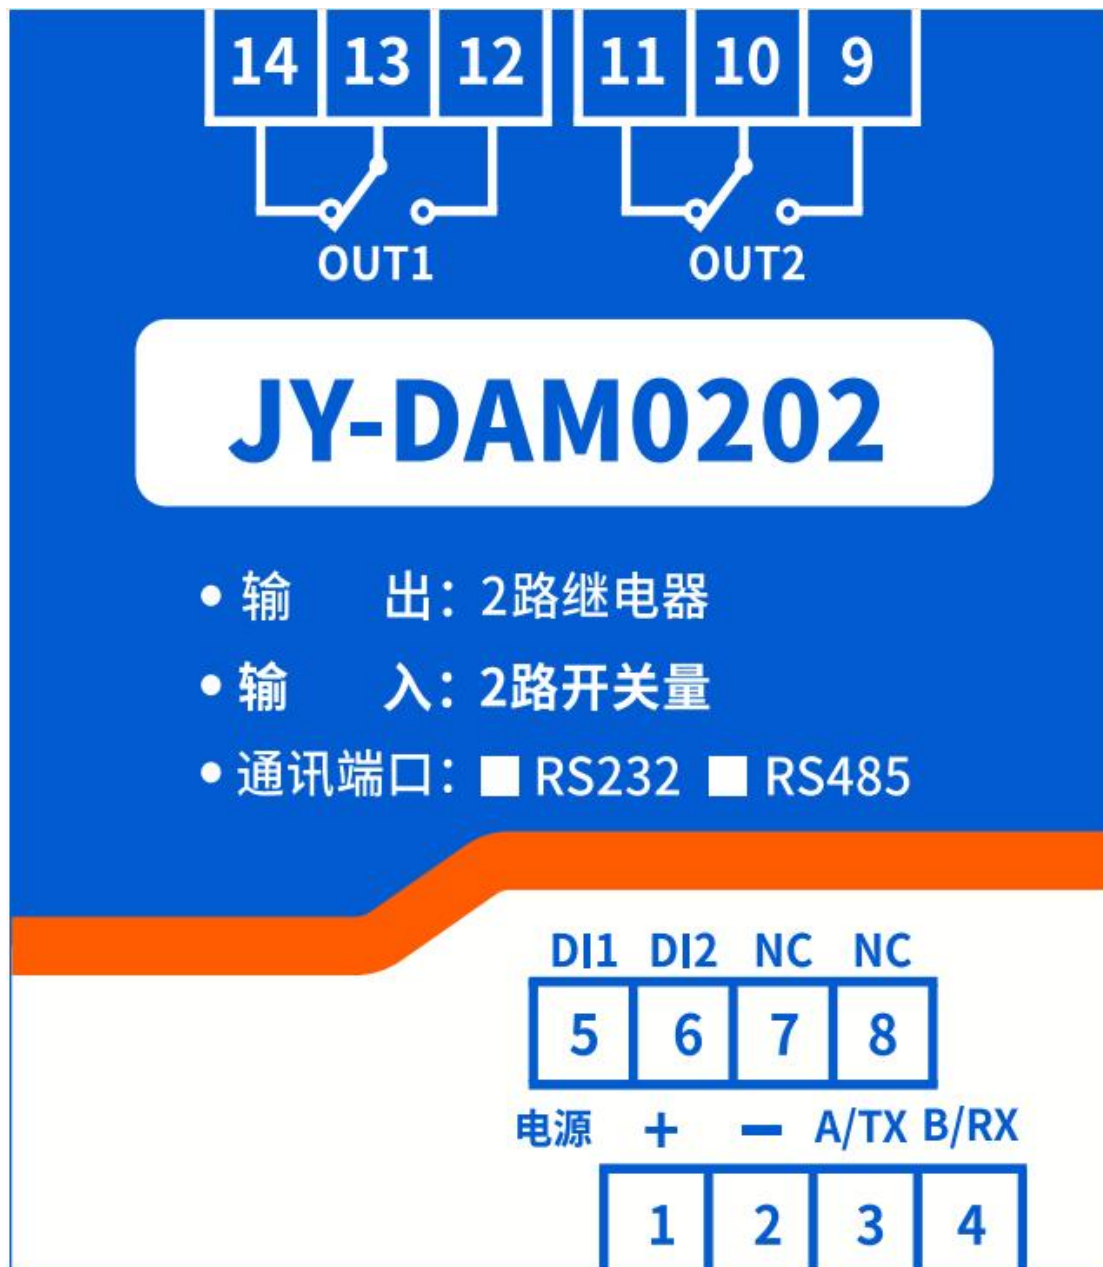 14 13 12 11 10 9
OUT1 OUT2
JY-DAM0202
• 输 出：2路继电器
• 输 入：2路开关量
• 通讯端口：■ RS232 ■ RS485
DI1 DI2 NC NC
5 6 7 8
电源 + − A/TX B/RX
1 2 3 4